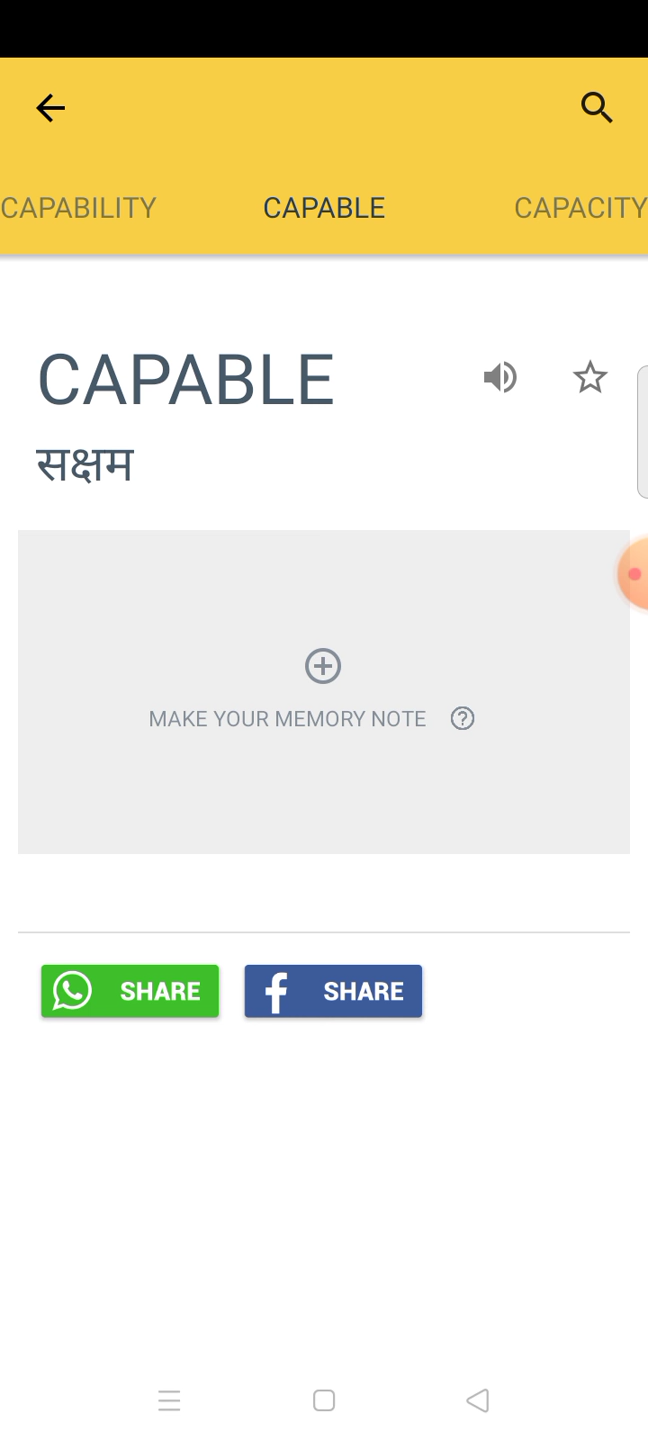 CAPABILITY CAPABLE CAPACITY
CAPABLE
सक्षम
MAKE YOUR MEMORY NOTE
SHARE SHARE